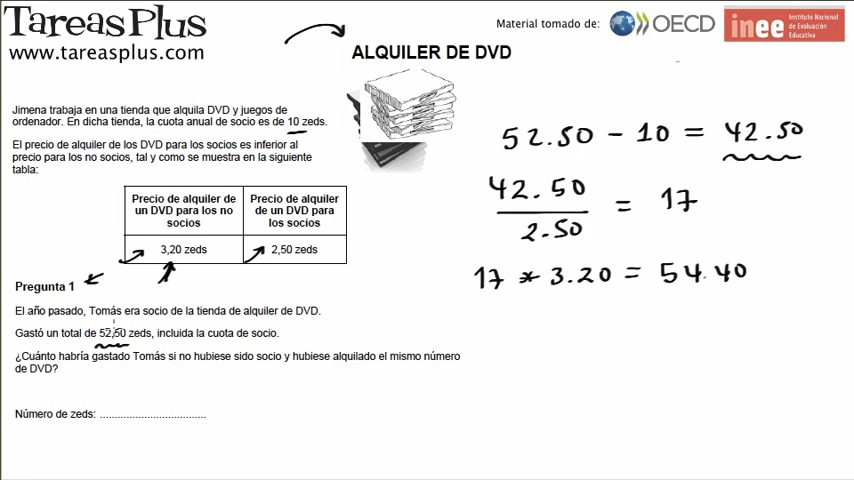 TareasPlus
www.tareasplus.com
Material tomado de:
OECD
inee
Instituto Nacional
de Evaluación
Educativa
ALQUILER DE DVD
Jimena trabaja en una tienda que alquila DVD y juegos de
ordenador. En dicha tienda, la cuota anual de socio es de 10 zeds.
El precio de alquiler de los DVD para los socios es inferior al
precio para los no socios, tal y como se muestra en la siguiente
tabla:
Precio de alquiler de
un DVD para los no
socios
Precio de alquiler
de un DVD para
los socios
3,20 zeds
2,50 zeds
Pregunta 1
El año pasado, Tomás era socio de la tienda de alquiler de DVD.
Gastó un total de 52,50 zeds, incluida la cuota de socio.
¿Cuánto habría gastado Tomás si no hubiese sido socio y hubiese alquilado el mismo número
de DVD?
Número de zeds: .....................................
52.50 - 10 = 42.50
42.50
2.50
= 17
17 * 3.20 = 54.40